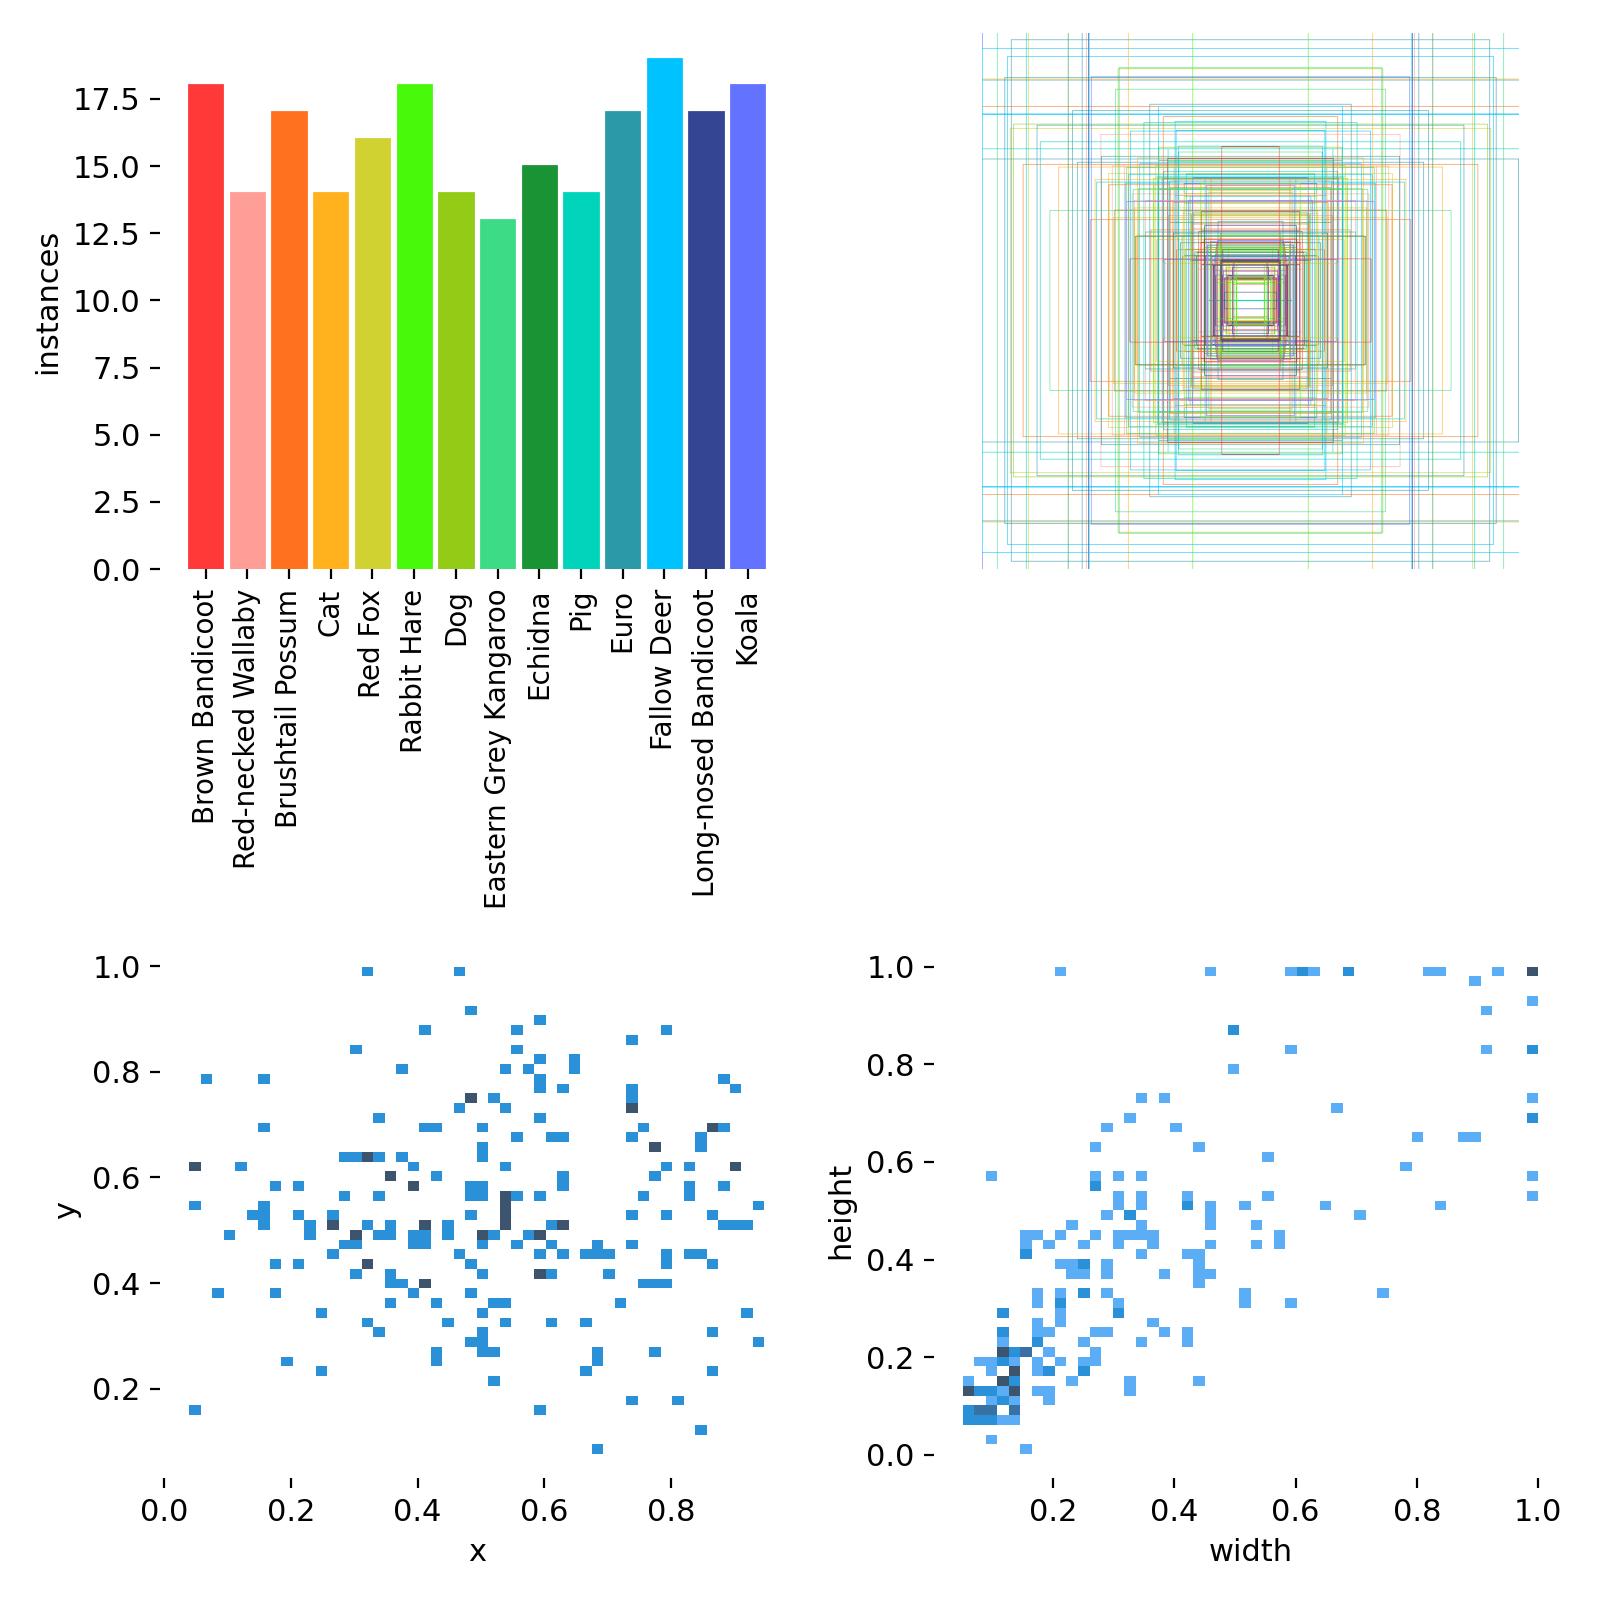 instances
17.5
15.0
12.5
10.0
7.5
5.0
2.5
0.0
Brown Bandicoot
Red-necked Wallaby
Brushtail Possum
Cat
Red Fox
Rabbit Hare
Dog
Eastern Grey Kangaroo
Echidna
Pig
Euro
Fallow Deer
Long-nosed Bandicoot
Koala
y
1.0
0.8
0.6
0.4
0.2
0.0 0.2 0.4 0.6 0.8
x
height
1.0
0.8
0.6
0.4
0.2
0.0
0.2 0.4 0.6 0.8 1.0
width